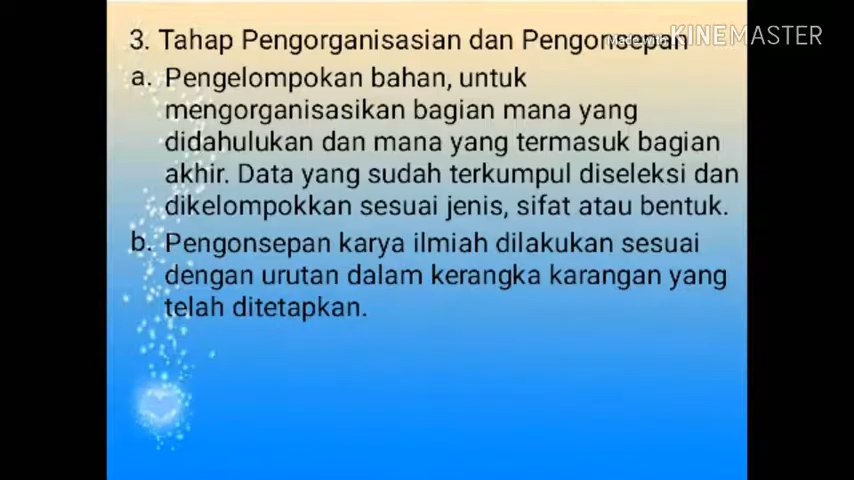 3. Tahap Pengorganisasian dan Pengonsepan
Made with KINEMASTER
a. Pengelompokan bahan, untuk
mengorganisasikan bagian mana yang
didahulukan dan mana yang termasuk bagian
akhir. Data yang sudah terkumpul diseleksi dan
dikelompokkan sesuai jenis, sifat atau bentuk.
b. Pengonsepan karya ilmiah dilakukan sesuai
dengan urutan dalam kerangka karangan yang
telah ditetapkan.